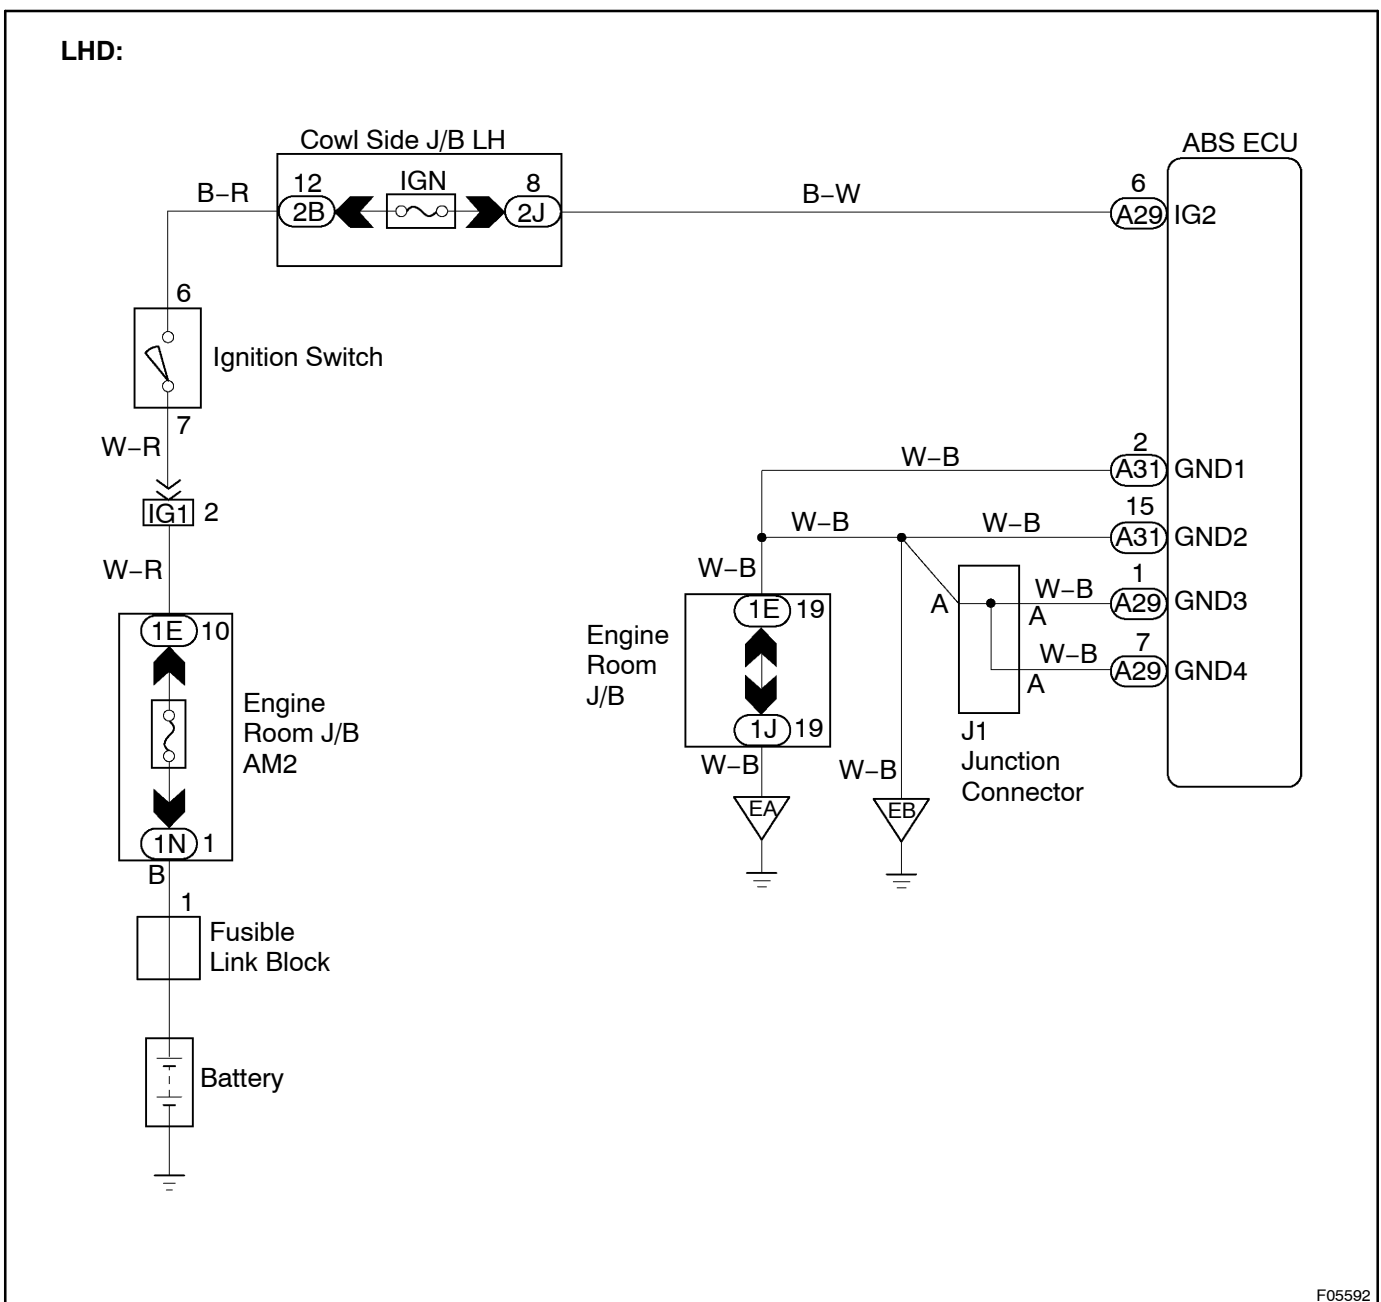 LHD:
Cowl Side J/B LH
ABS ECU
B–R
12
IGN
8
B–W
6
2B
2J
A29
IG2
6
Ignition Switch
7
W–R
IG1
2
W–R
1E
10
Engine
Room J/B
AM2
1N
1
B
1
Fusible
Link Block
Battery
W–B
2
A31
GND1
W–B
W–B
15
A31
GND2
W–B
A
W–B
A
1
A29
GND3
W–B
A
7
A29
GND4
1E
19
Engine
Room
J/B
1J
19
W–B
W–B
J1
Junction
Connector
EA
EB
F05592